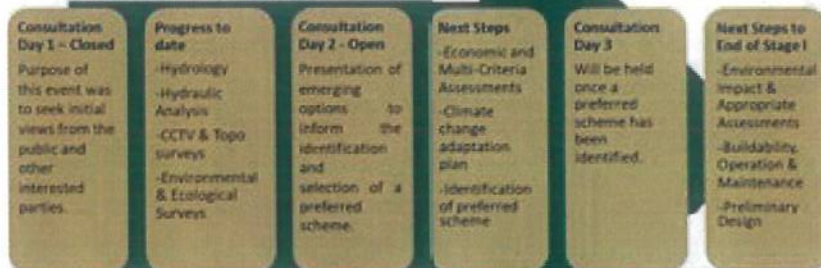 Consultation
Day 1 – Closed
Purpose of
this event was
to seek initial
views from the
public and
other
interested
parties.
Progress to
date
-Hydrology
-Hydraulic
Analysis
-CCTV & Topo
surveys
-Environmental
& Ecological
Surveys
Consultation
Day 2 - Open
Presentation of
emerging
options to
inform the
identification
and
selection of a
preferred
scheme.
Next Steps
-Economic and
Multi-Criteria
Assessments
-Climate
change
adaptation
plan
-Identification
of preferred
scheme
Consultation
Day 3
Will be held
once a
preferred
scheme has
been
identified.
Next Steps to
End of Stage I
-Environmental
Impact &
Appropriate
Assessments
-Buildability,
Operation &
Maintenance
-Preliminary
Design